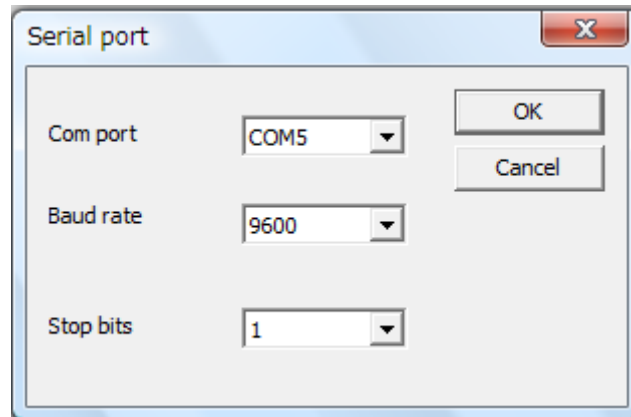 Serial port
Com port
COM5
OK
Cancel
Baud rate
9600
Stop bits
1